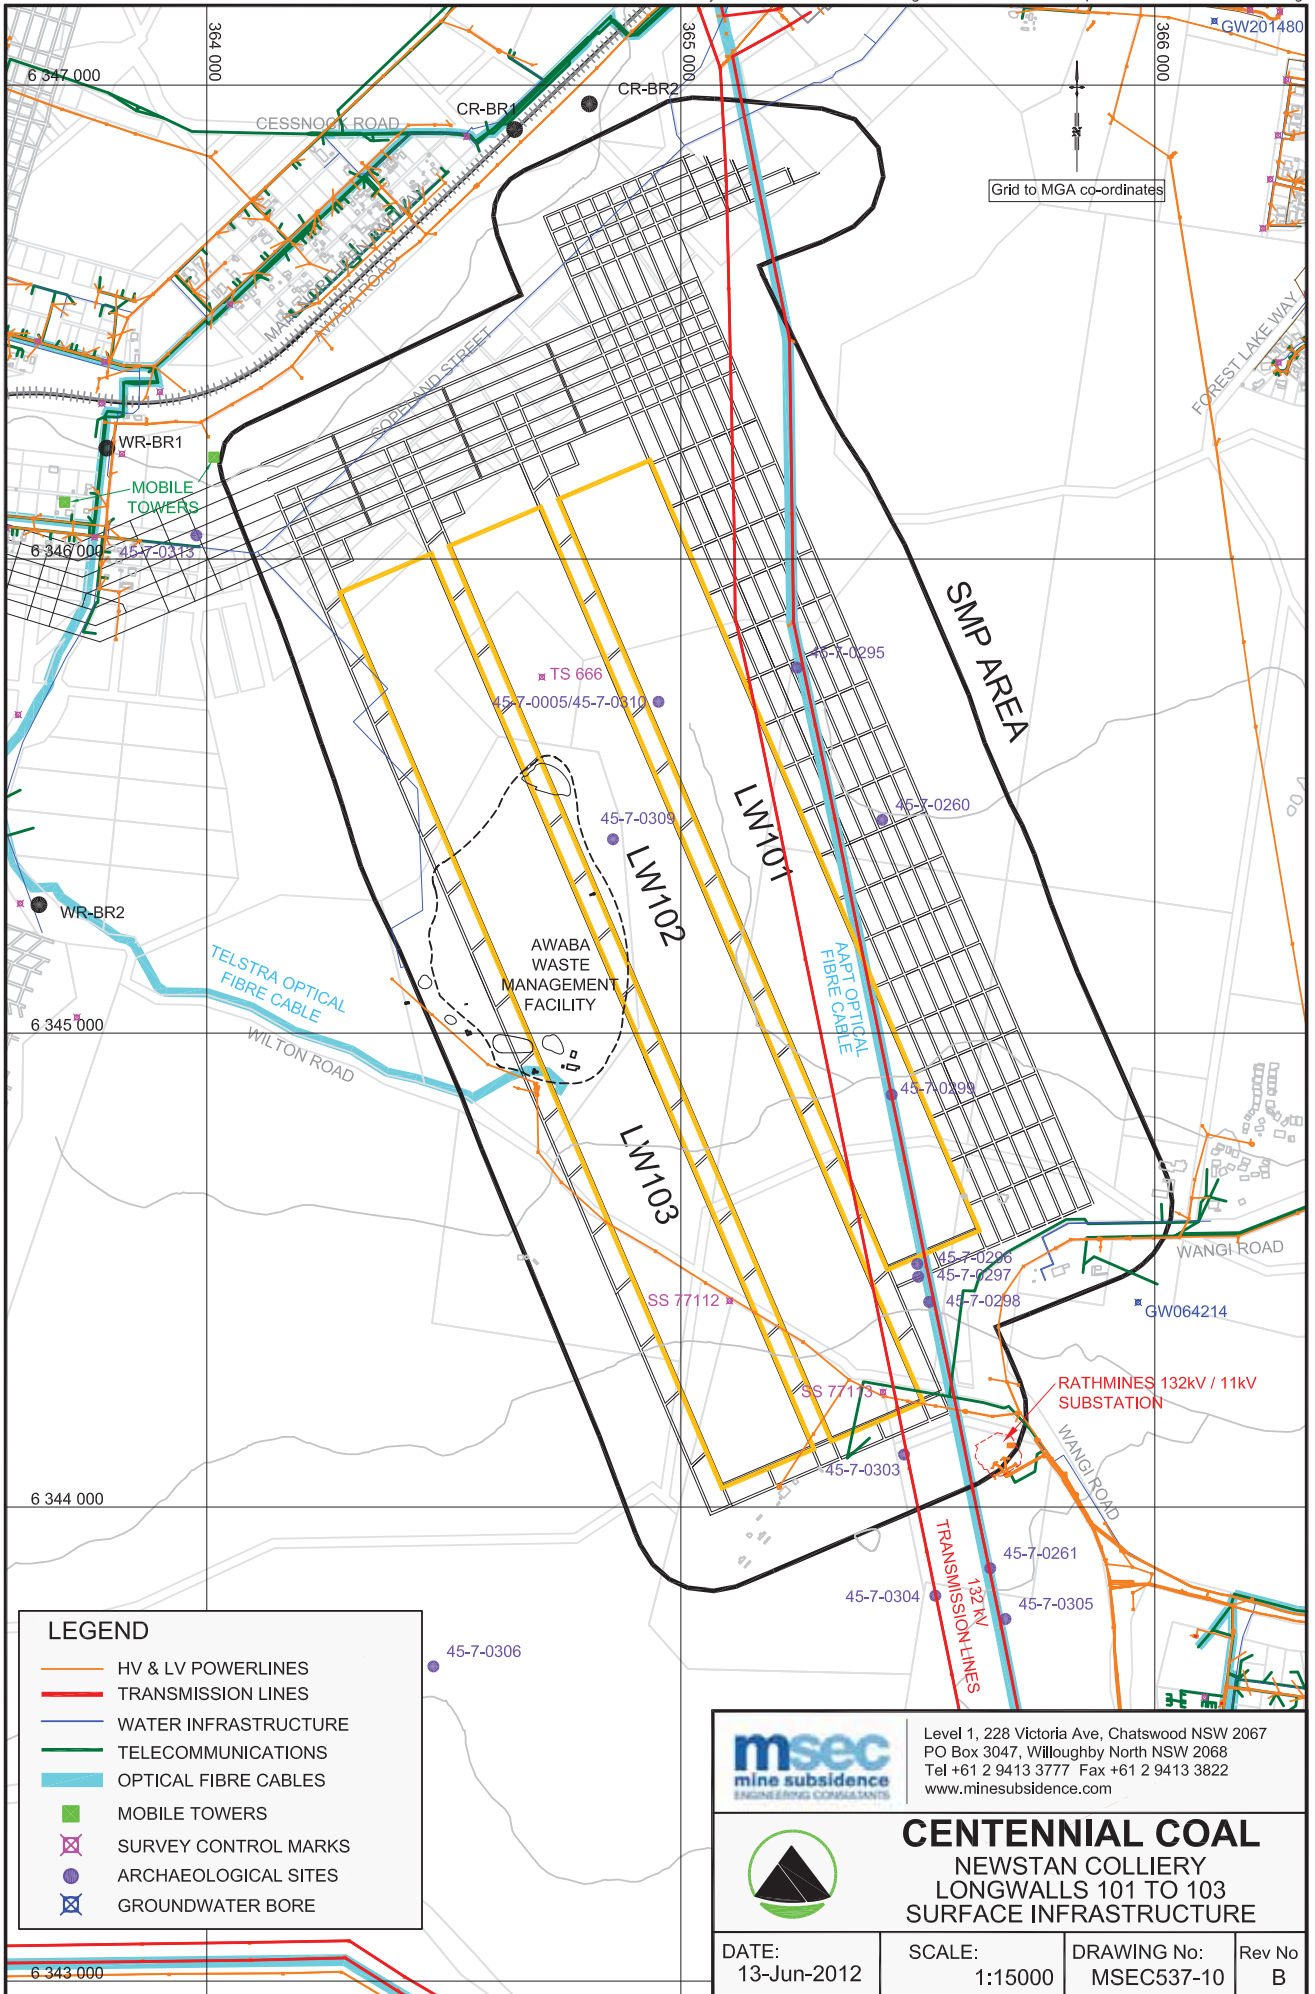 364 000
365 000
366 000
GW201480
6 347 000
CR-BR1
CR-BR2
CESSNOCK ROAD
Grid to MGA co-ordinates
N
AWABA ROAD
COPELAND STREET
FOREST LAKE WAY
WR-BR1
MOBILE
TOWERS
6 346 000
45-7-0313
SMP AREA
45-7-0295
TS 666
45-7-0005/45-7-0310
LW101
45-7-0260
45-7-0309
LW102
WR-BR2
AWABA
WASTE
MANAGEMENT
FACILITY
TELSTRA OPTICAL
FIBRE CABLE
AAPT OPTICAL
FIBRE CABLE
6 345 000
WILTON ROAD
45-7-0299
LW103
WANGI ROAD
45-7-0296
45-7-0297
45-7-0298
SS 77112
GW064214
SS 77113
RATHMINES 132kV / 11kV
SUBSTATION
WANGI ROAD
45-7-0303
6 344 000
132 kV
TRANSMISSION LINES
45-7-0261
45-7-0304
45-7-0305
45-7-0306
LEGEND
HV & LV POWERLINES
TRANSMISSION LINES
WATER INFRASTRUCTURE
TELECOMMUNICATIONS
OPTICAL FIBRE CABLES
MOBILE TOWERS
SURVEY CONTROL MARKS
ARCHAEOLOGICAL SITES
GROUNDWATER BORE
6 343 000
msec
mine subsidence
ENGINEERING CONSULTANTS
Level 1, 228 Victoria Ave, Chatswood NSW 2067
PO Box 3047, Willoughby North NSW 2068
Tel +61 2 9413 3777 Fax +61 2 9413 3822
www.minesubsidence.com
CENTENNIAL COAL
NEWSTAN COLLIERY
LONGWALLS 101 TO 103
SURFACE INFRASTRUCTURE
DATE:
13-Jun-2012
SCALE:
1:15000
DRAWING No:
MSEC537-10
Rev No
B